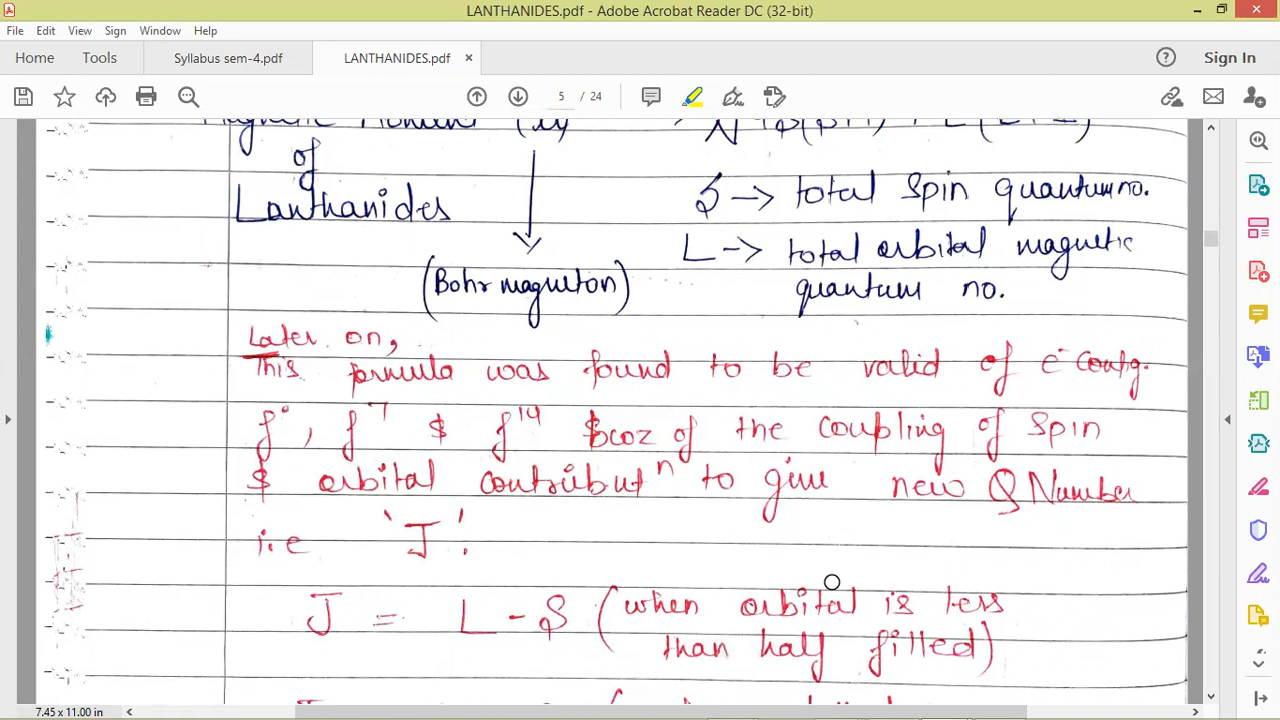 LANTHANIDES.pdf - Adobe Acrobat Reader DC (32-bit)
File Edit View Sign Window Help
Home Tools Syllabus sem-4.pdf LANTHANIDES.pdf × Sign In
5 / 24
of
Lanthanides
S → total Spin quantum no.
L → total orbital magnetic
quantum no.
(Bohr magneton)
Later on,
This formula was found to be valid of e⁻ config.
f⁰, f⁷ & f¹⁴ bcoz of the coupling of Spin
& orbital contributⁿ to give new Q Number
i.e 'J'.
J = L - S (when orbital is less
than half filled)
7.45 x 11.00 in